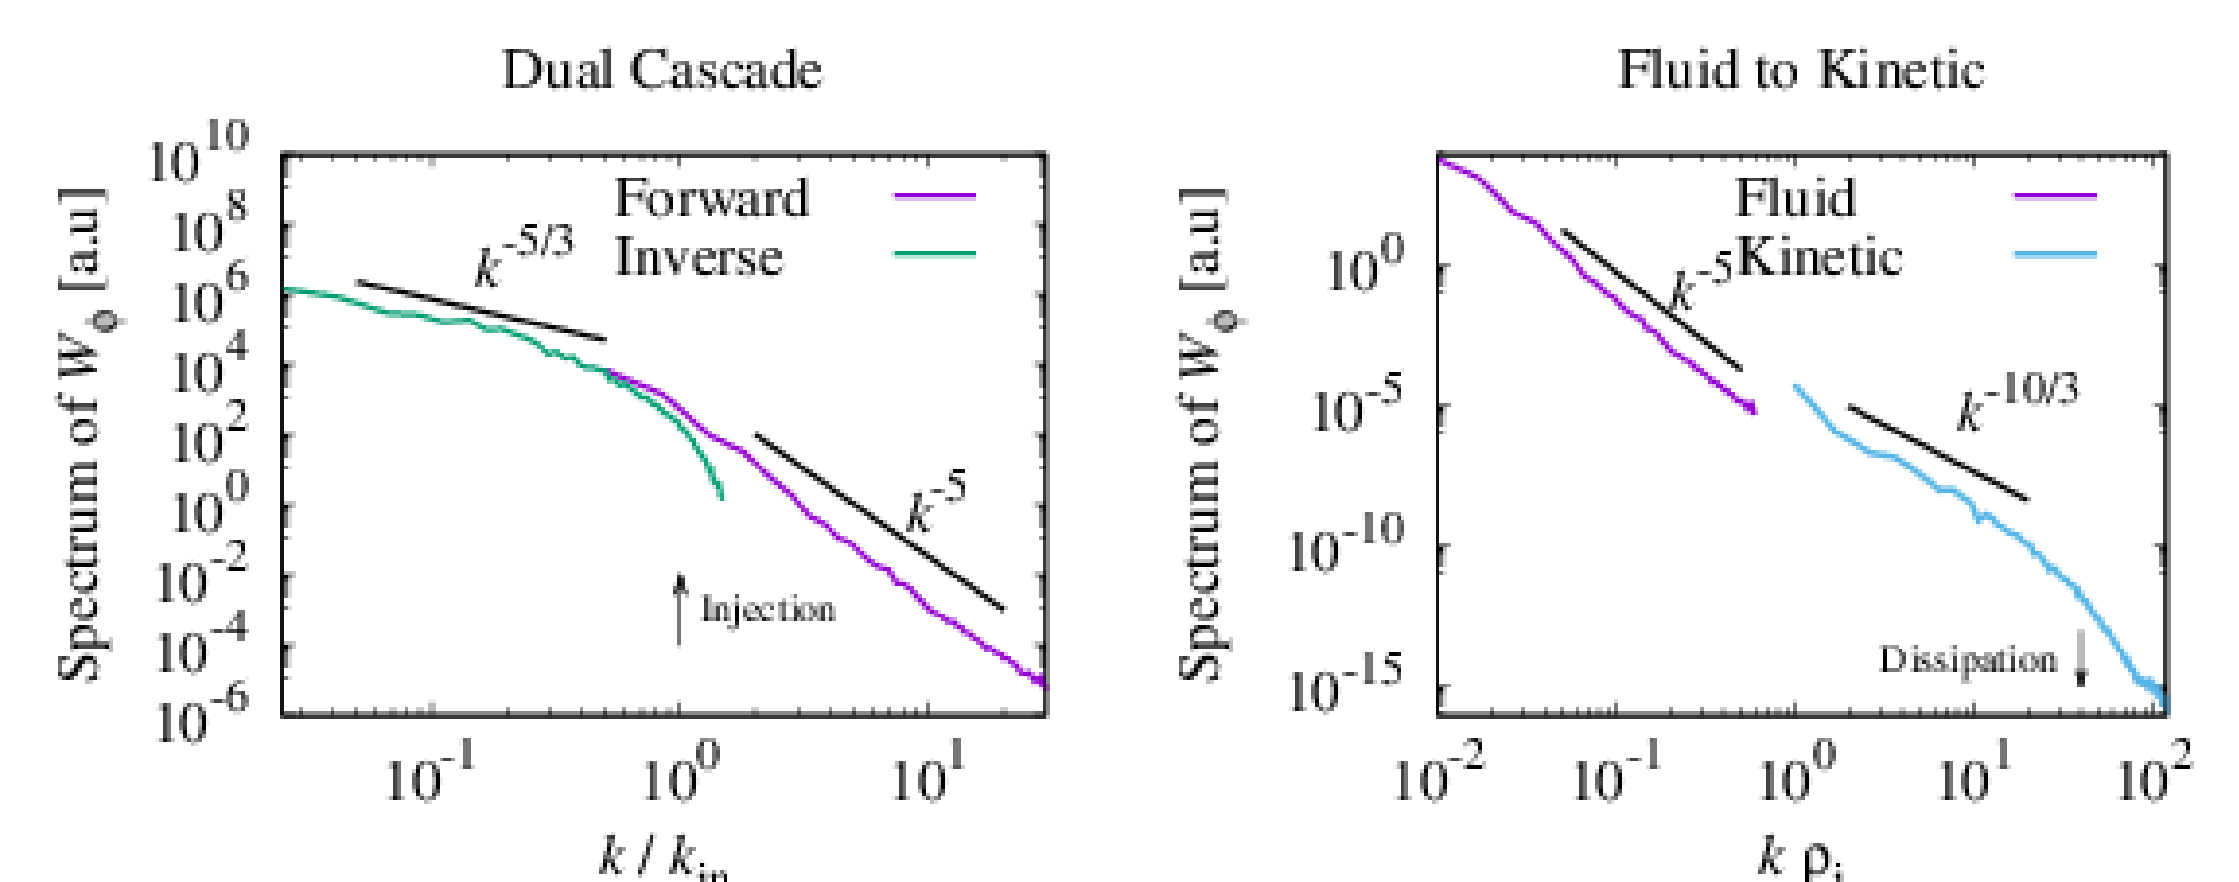 Dual Cascade
Spectrum of W_ϕ [a.u]
10^10
10^8
10^6
10^4
10^2
10^0
10^-2
10^-4
10^-6
Forward
Inverse
k^-5/3
k^-5
Injection
10^-1
10^0
10^1
k / k_in
Fluid to Kinetic
Spectrum of W_ϕ [a.u]
10^0
10^-5
10^-10
10^-15
Fluid
Kinetic
k^-5
k^-10/3
Dissipation
10^-2
10^-1
10^0
10^1
10^2
k ρ_i